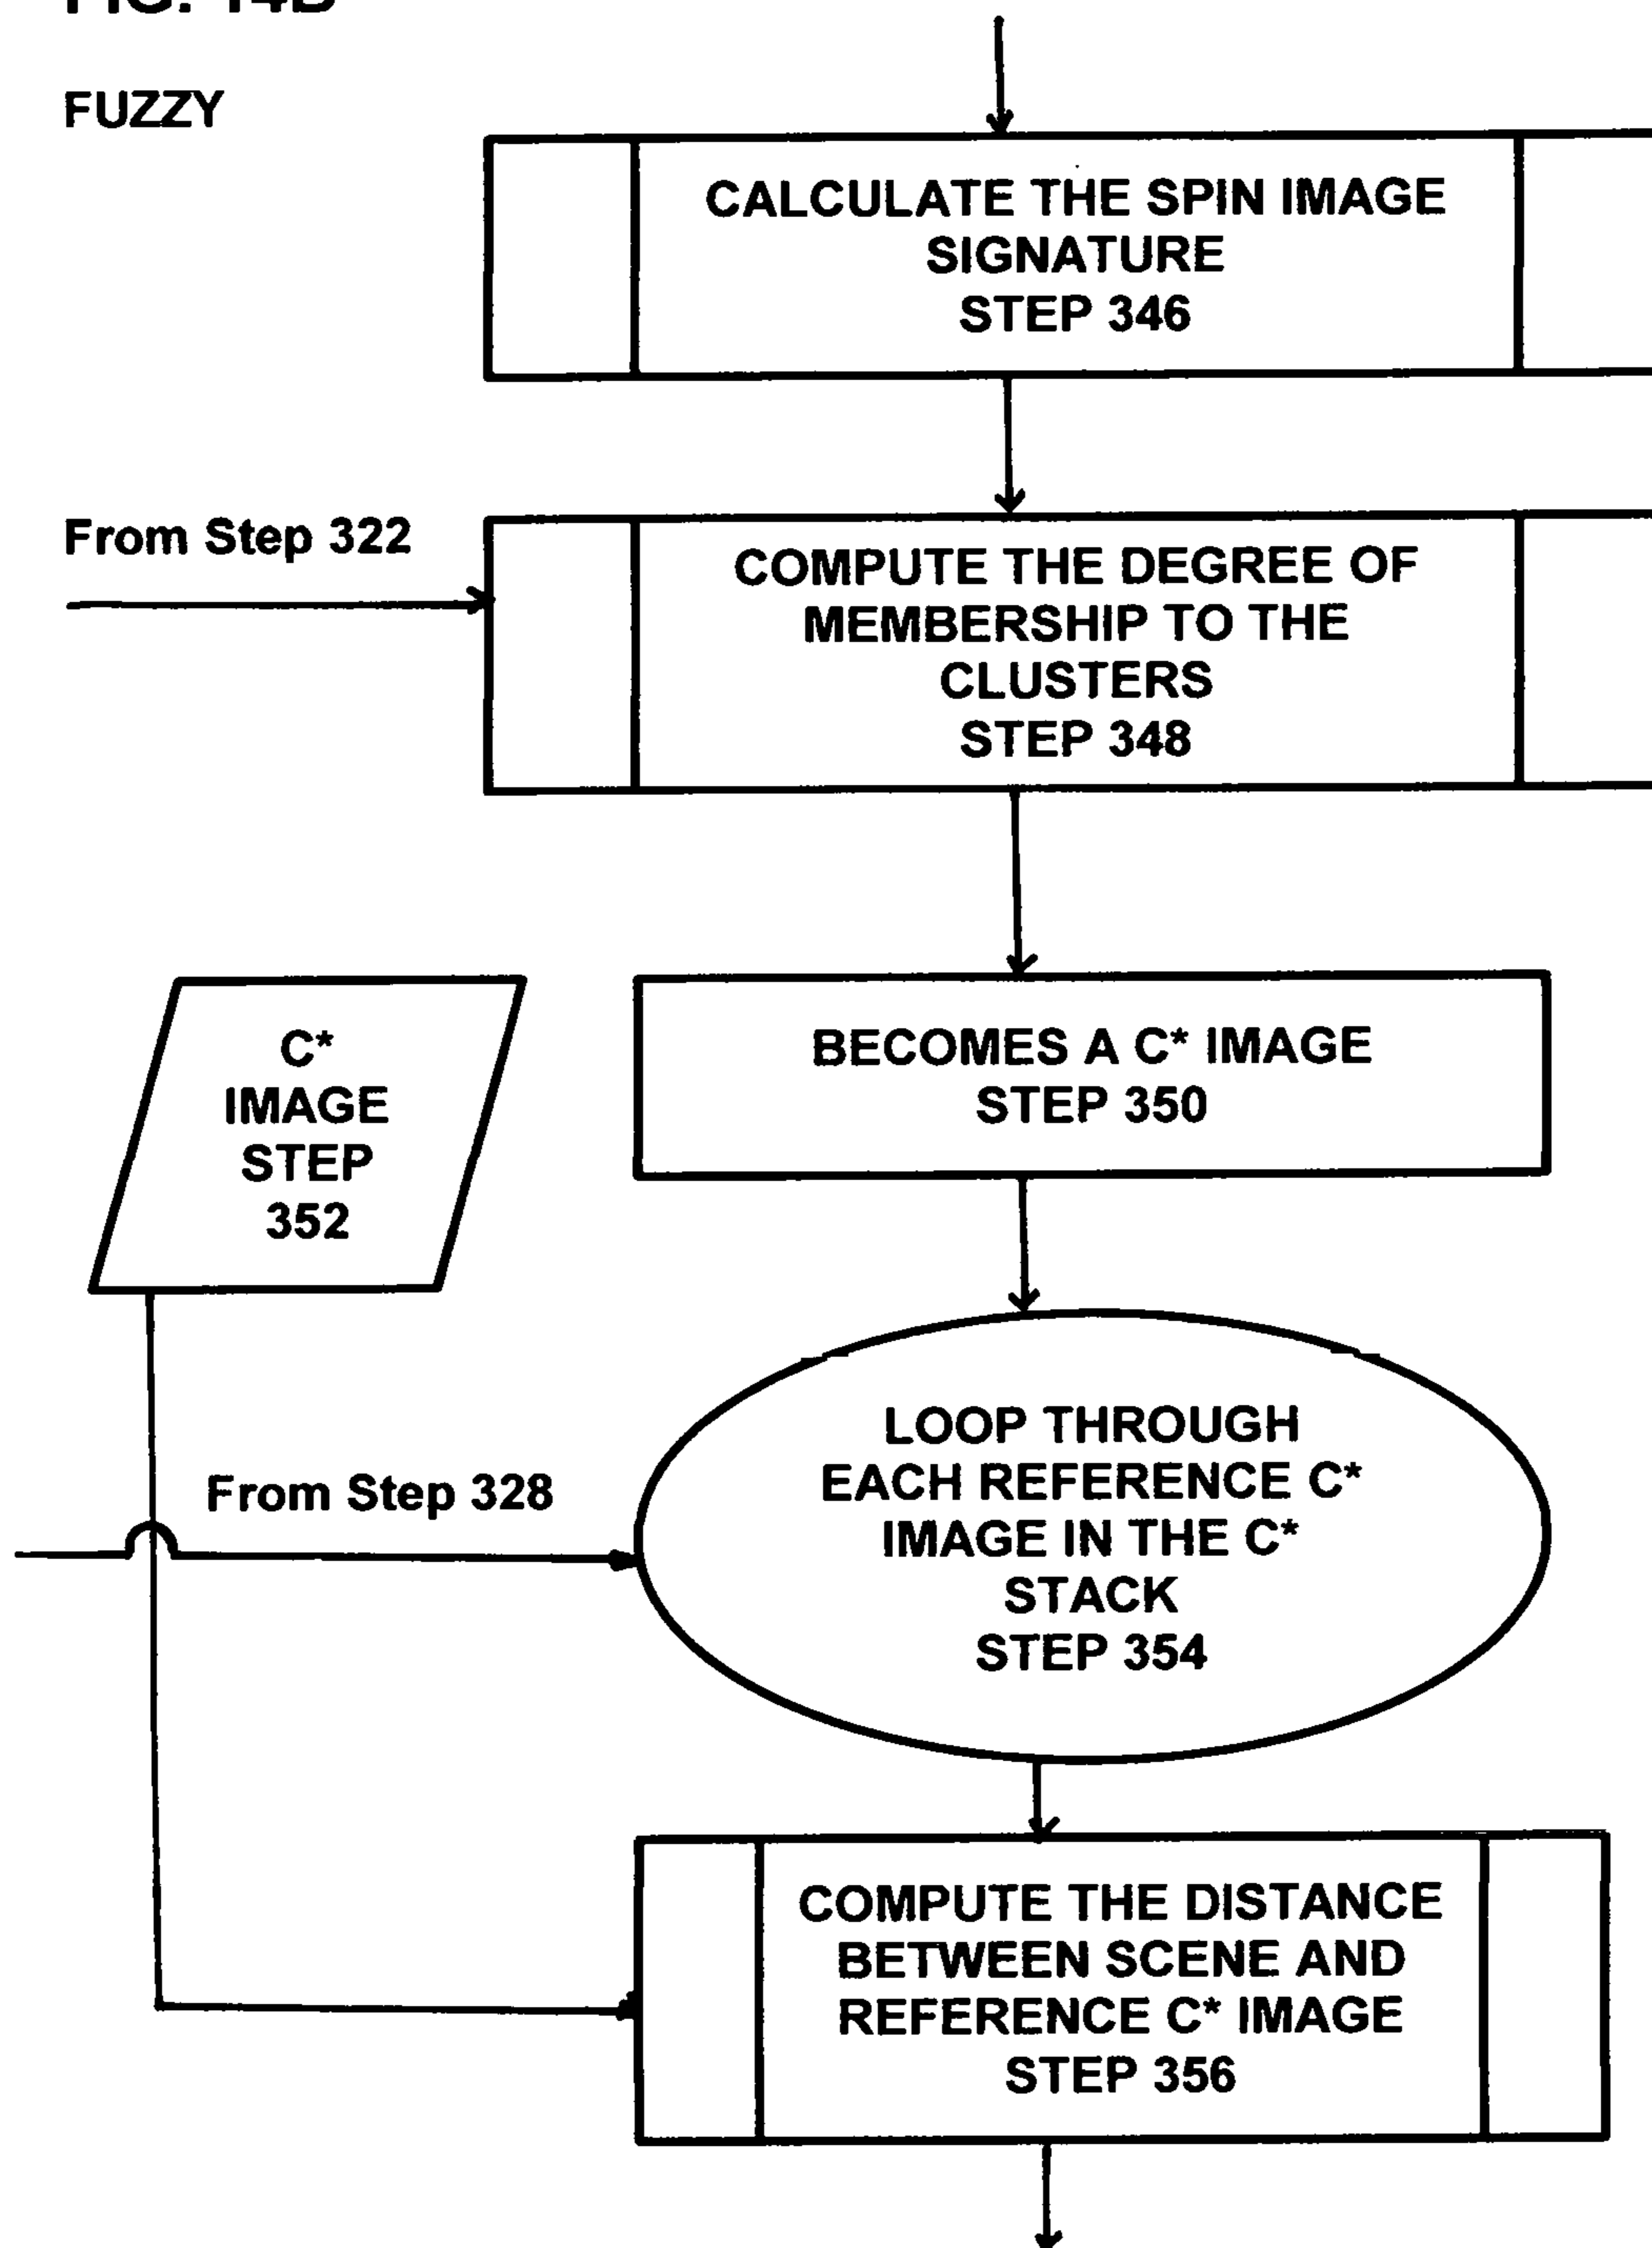 FIG. 14B
FUZZY
CALCULATE THE SPIN IMAGE
SIGNATURE
STEP 346
From Step 322
COMPUTE THE DEGREE OF
MEMBERSHIP TO THE
CLUSTERS
STEP 348
C*
IMAGE
STEP
352
BECOMES A C* IMAGE
STEP 350
From Step 328
LOOP THROUGH
EACH REFERENCE C*
IMAGE IN THE C*
STACK
STEP 354
COMPUTE THE DISTANCE
BETWEEN SCENE AND
REFERENCE C* IMAGE
STEP 356